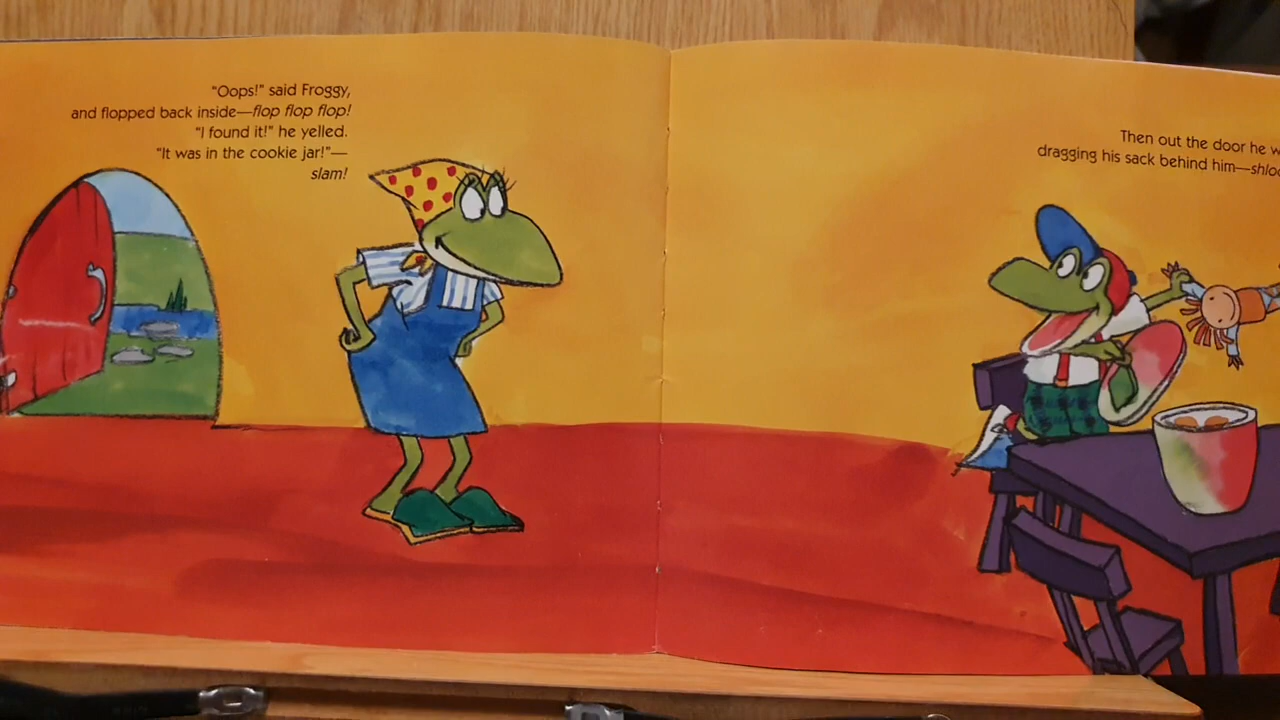 "Oops!" said Froggy,
and flopped back inside—flop flop flop!
"I found it!" he yelled.
"It was in the cookie jar!"—
slam!
Then out the door he
dragging his sack behind him—